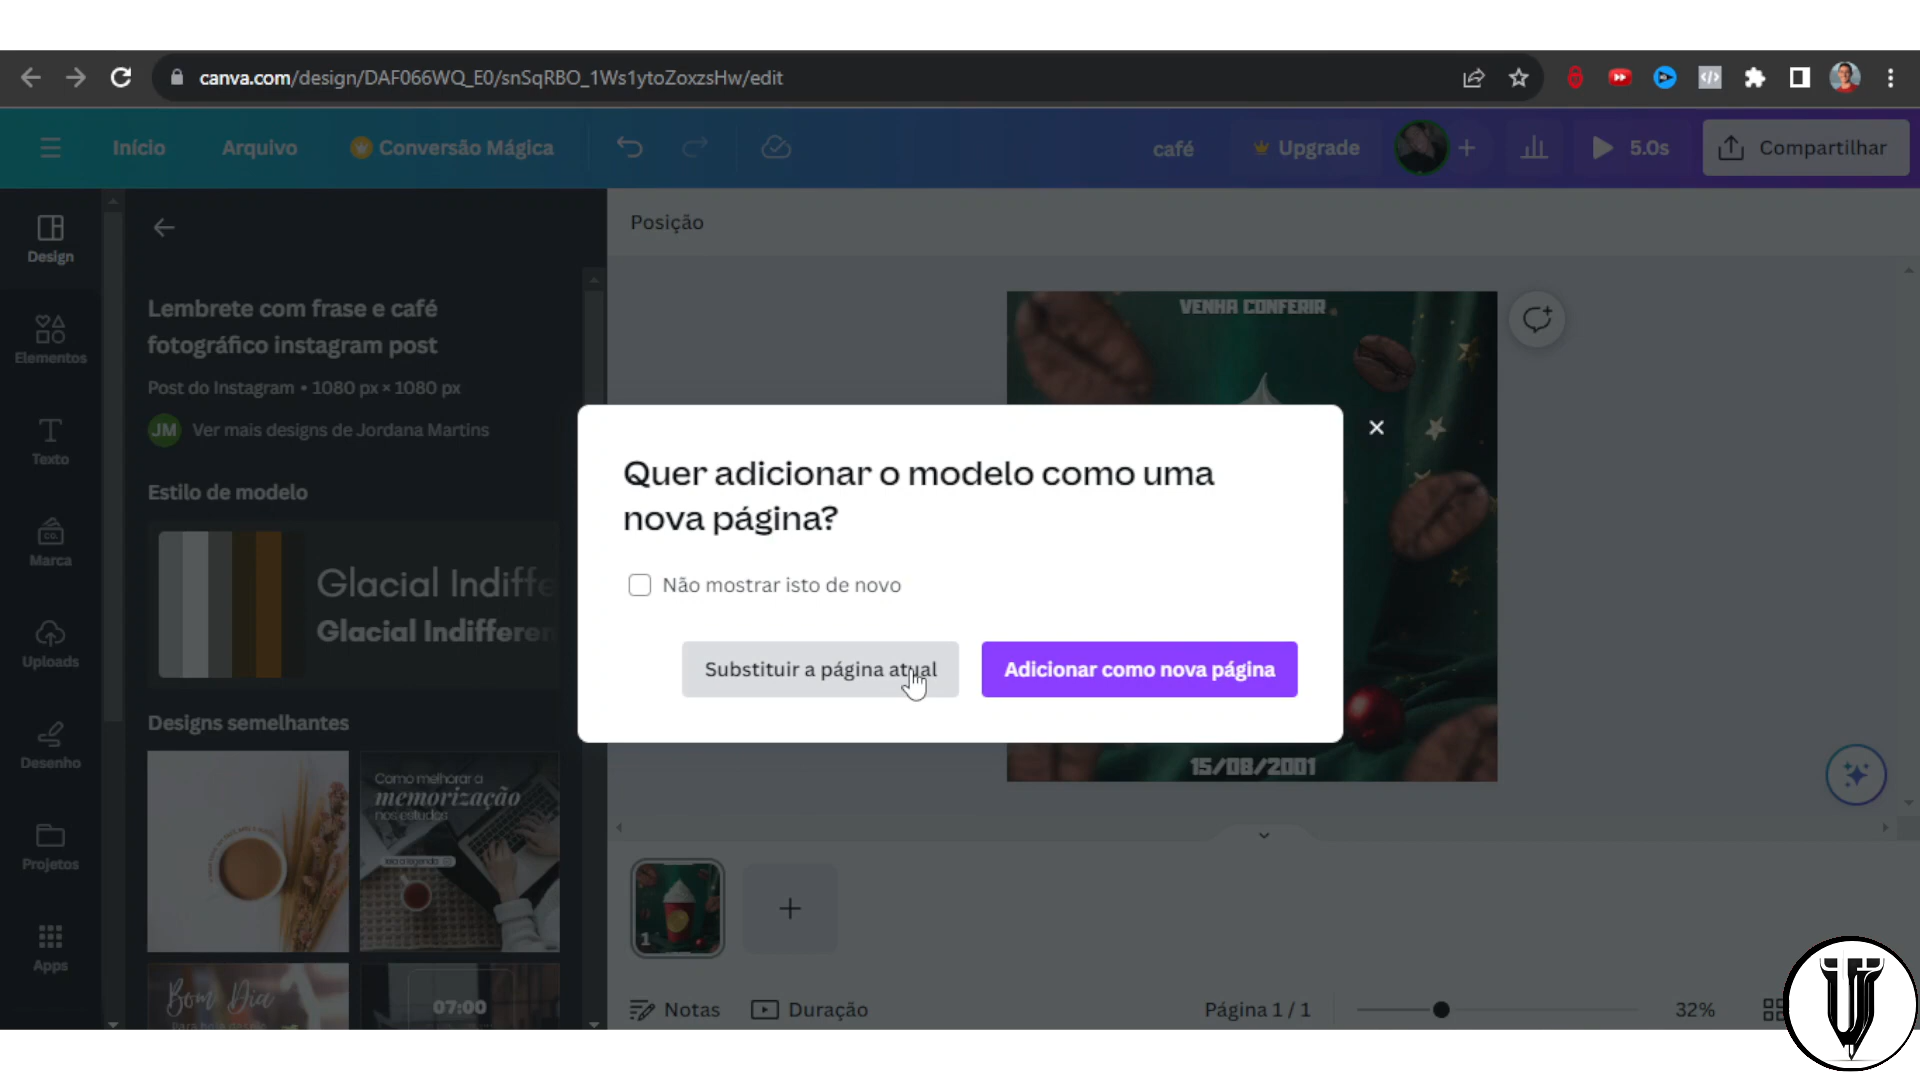 canva.com/design/DAF066WQ_E0/snSqRBO_1Ws1ytoZoxzsHw/edit
Início
Arquivo
Conversão Mágica
café
Upgrade
5.0s
Compartilhar
Design
Elementos
Texto
Marca
Uploads
Desenho
Projetos
Apps
Lembrete com frase e café
fotográfico instagram post
Post do Instagram • 1080 px × 1080 px
JM
Ver mais designs de Jordana Martins
Estilo de modelo
Glacial Indiffe
Glacial Indifferen
Designs semelhantes
Como melhorar a
memorização
nos estudos
leia a legenda
Bom Dia
07:00
Posição
VENHA CONFERIR
15/08/2001
Quer adicionar o modelo como uma
nova página?
Não mostrar isto de novo
Substituir a página atual
Adicionar como nova página
1
Notas
Duração
Página 1 / 1
32%